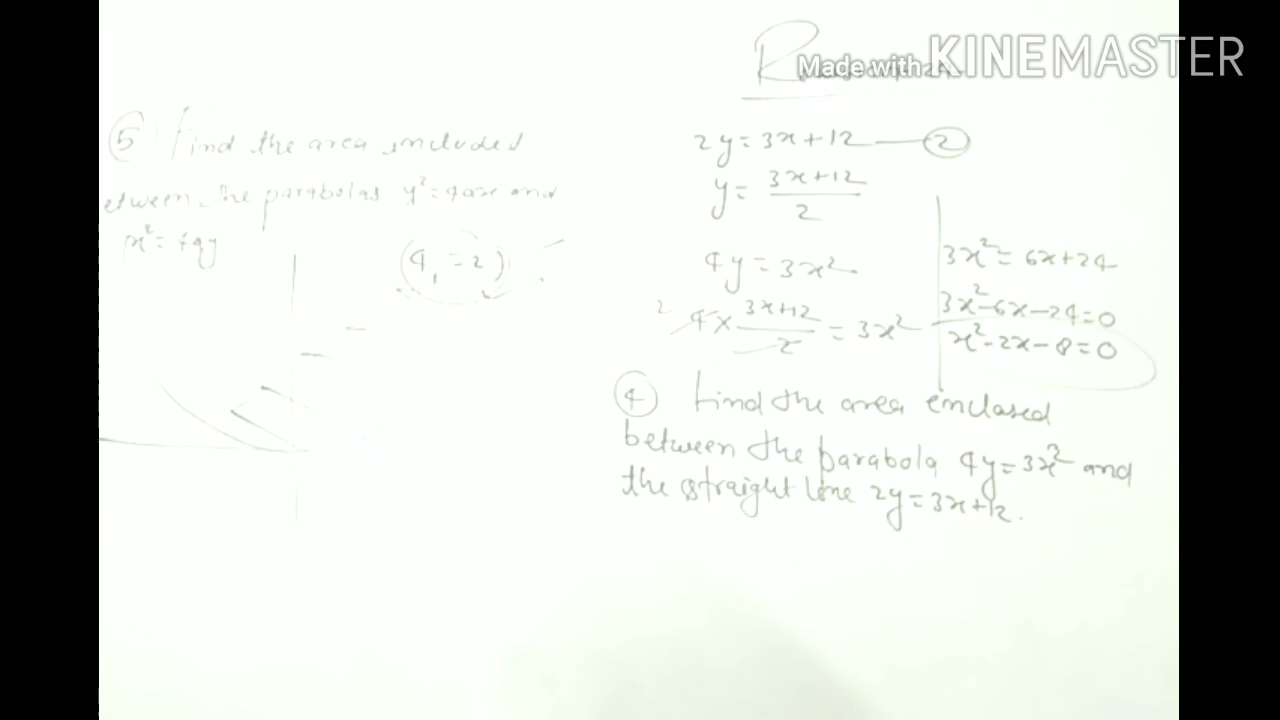 Made with KINEMASTER
⑤ Find the area included
etween the parabolas y² = 4ax and
x² = 4ay
(4, -2)
2y = 3x + 12 — ②
y = 3x + 12 / 2
4y = 3x²
2 4 × 3x + 12 / 2 = 3x²
3x² = 6x + 24
3x² - 6x - 24 = 0
x² - 2x - 8 = 0
④ Find the area enclosed
between the parabola 4y = 3x² and
the straight line 2y = 3x + 12.